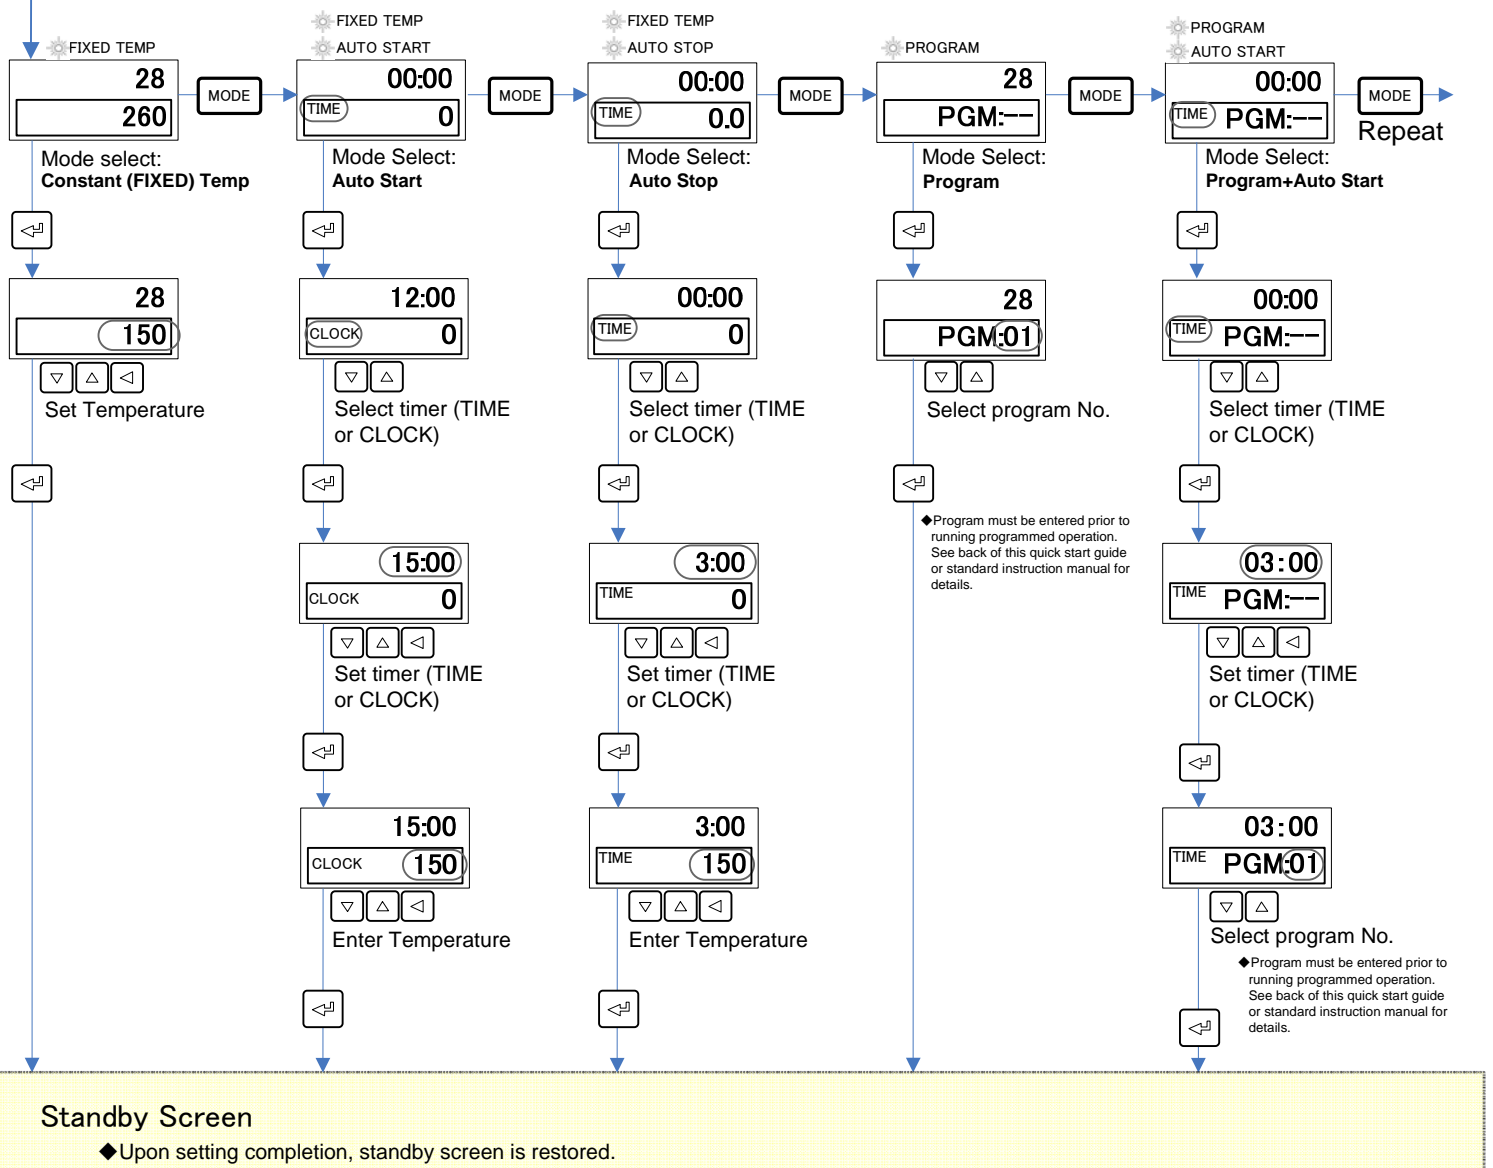 FIXED TEMP
28
260
Mode select:
Constant (FIXED) Temp
28
150
Set Temperature
MODE
FIXED TEMP
AUTO START
00:00
TIME 0
Mode Select:
Auto Start
12:00
CLOCK 0
Select timer (TIME
or CLOCK)
15:00
CLOCK 0
Set timer (TIME
or CLOCK)
15:00
CLOCK 150
Enter Temperature
MODE
FIXED TEMP
AUTO STOP
00:00
TIME 0.0
Mode Select:
Auto Stop
00:00
TIME 0
Select timer (TIME
or CLOCK)
3:00
TIME 0
Set timer (TIME
or CLOCK)
3:00
TIME 150
Enter Temperature
MODE
PROGRAM
28
PGM:--
Mode Select:
Program
28
PGM:01
Select program No.
◆Program must be entered prior to
running programmed operation.
See back of this quick start guide
or standard instruction manual for
details.
MODE
PROGRAM
AUTO START
00:00
TIME PGM:--
Mode Select:
Program+Auto Start
00:00
TIME PGM:--
Select timer (TIME
or CLOCK)
03:00
TIME PGM:--
Set timer (TIME
or CLOCK)
03:00
TIME PGM:01
Select program No.
◆Program must be entered prior to
running programmed operation.
See back of this quick start guide
or standard instruction manual for
details.
MODE
Repeat
Standby Screen
◆Upon setting completion, standby screen is restored.